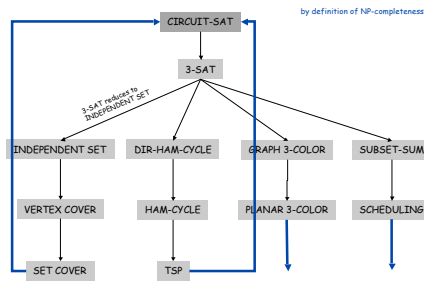 by definition of NP-completeness
CIRCUIT-SAT
3-SAT
3-SAT reduces to
INDEPENDENT SET
INDEPENDENT SET
DIR-HAM-CYCLE
GRAPH 3-COLOR
SUBSET-SUM
VERTEX COVER
HAM-CYCLE
PLANAR 3-COLOR
SCHEDULING
SET COVER
TSP